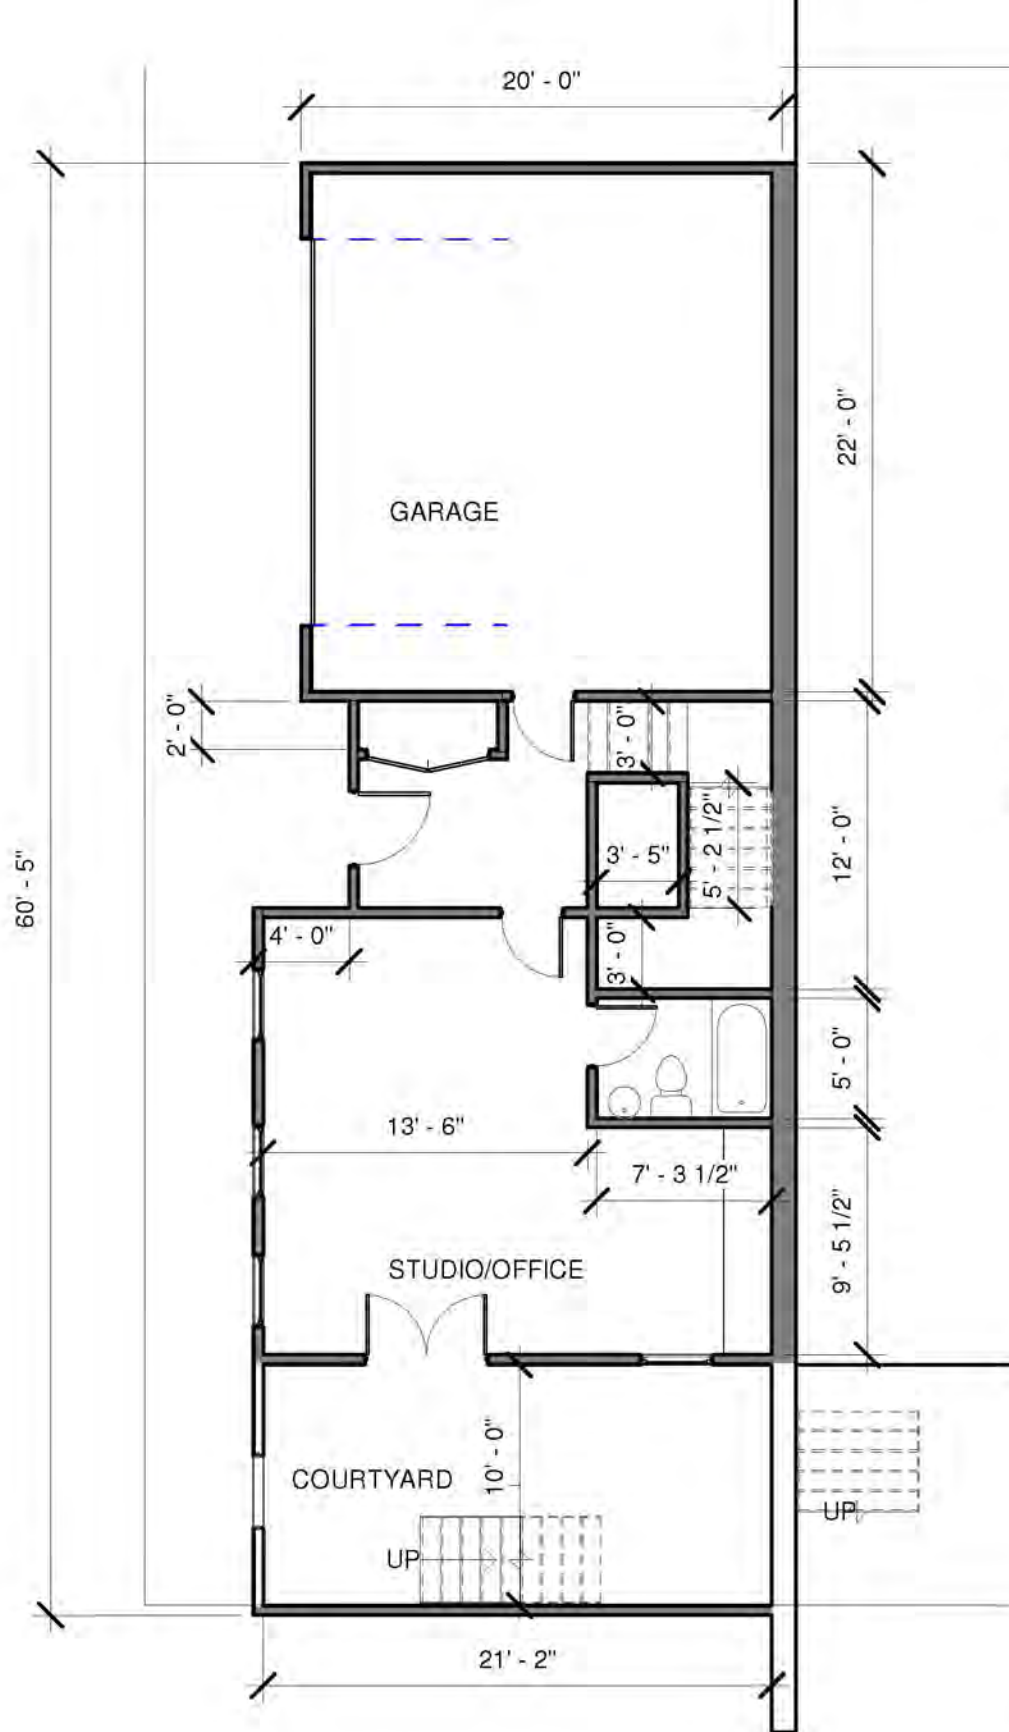 20' - 0"
22' - 0"
GARAGE
2' - 0"
3' - 0"
5' - 2 1/2"
12' - 0"
3' - 5"
60' - 5"
4' - 0"
3' - 0"
5' - 0"
13' - 6"
7' - 3 1/2"
9' - 5 1/2"
STUDIO/OFFICE
10' - 0"
COURTYARD
UP
UP
21' - 2"